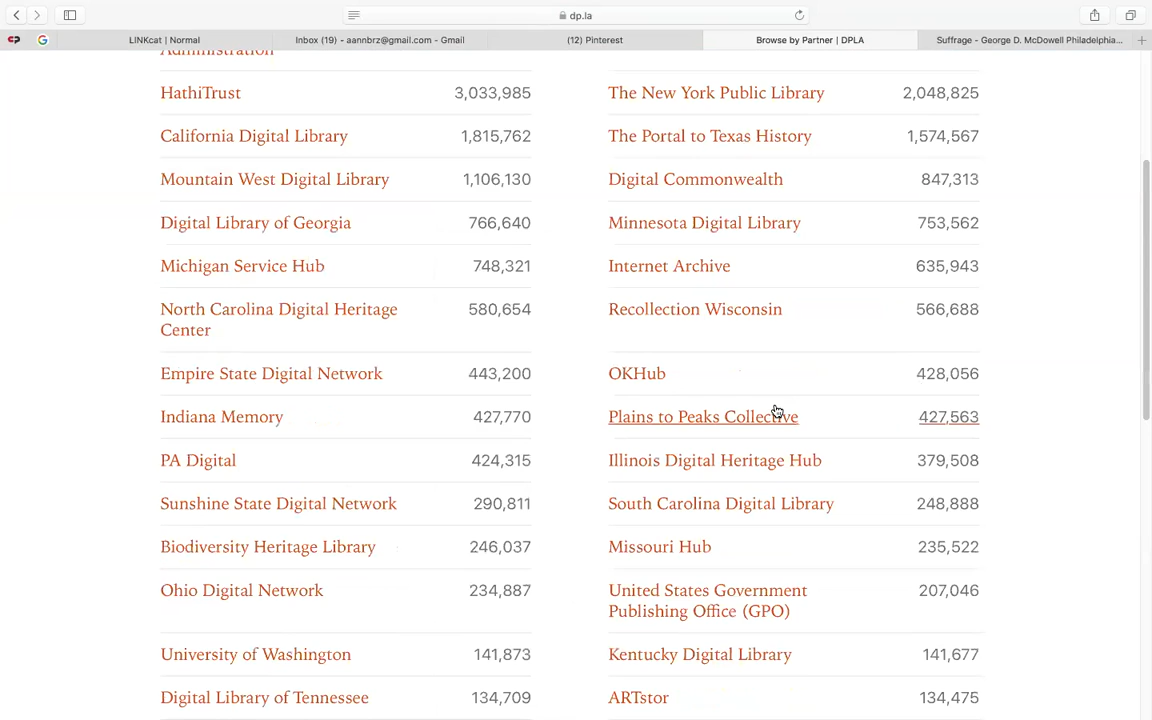 dp.la
LINKcat | Normal
Inbox (19) - aannbrz@gmail.com - Gmail
(12) Pinterest
Browse by Partner | DPLA
Suffrage - George D. McDowell Philadelphia...
Administration
HathiTrust 3,033,985
The New York Public Library 2,048,825
California Digital Library 1,815,762
The Portal to Texas History 1,574,567
Mountain West Digital Library 1,106,130
Digital Commonwealth 847,313
Digital Library of Georgia 766,640
Minnesota Digital Library 753,562
Michigan Service Hub 748,321
Internet Archive 635,943
North Carolina Digital Heritage 580,654
Center
Recollection Wisconsin 566,688
Empire State Digital Network 443,200
OKHub 428,056
Indiana Memory 427,770
Plains to Peaks Collective 427,563
PA Digital 424,315
Illinois Digital Heritage Hub 379,508
Sunshine State Digital Network 290,811
South Carolina Digital Library 248,888
Biodiversity Heritage Library 246,037
Missouri Hub 235,522
Ohio Digital Network 234,887
United States Government 207,046
Publishing Office (GPO)
University of Washington 141,873
Kentucky Digital Library 141,677
Digital Library of Tennessee 134,709
ARTstor 134,475